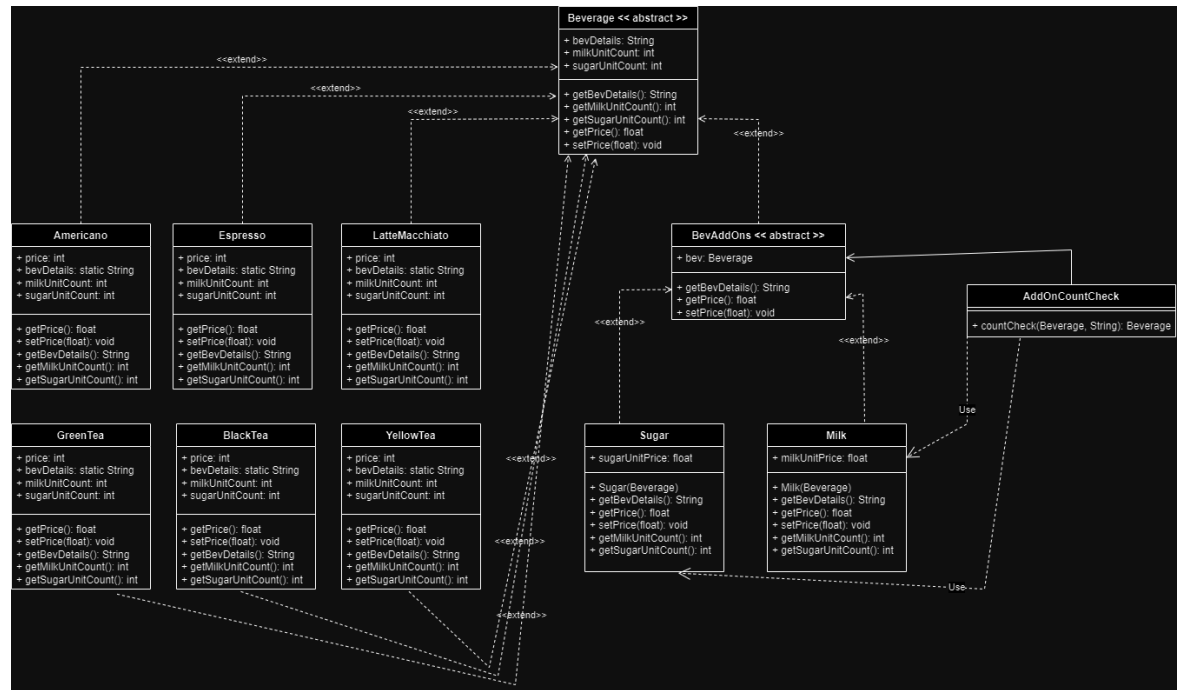 Beverage << abstract >>
+ bevDetails: String
+ milkUnitCount: int
+ sugarUnitCount: int
+ getBevDetails(): String
+ getMilkUnitCount(): int
+ getSugarUnitCount(): int
+ getPrice(): float
+ setPrice(float): void
<<extend>>
<<extend>>
<<extend>>
<<extend>>
Americano
+ price: int
+ bevDetails: static String
+ milkUnitCount: int
+ sugarUnitCount: int
+ getPrice(): float
+ setPrice(float): void
+ getBevDetails(): String
+ getMilkUnitCount(): int
+ getSugarUnitCount(): int
Espresso
+ price: int
+ bevDetails: static String
+ milkUnitCount: int
+ sugarUnitCount: int
+ getPrice(): float
+ setPrice(float): void
+ getBevDetails(): String
+ getMilkUnitCount(): int
+ getSugarUnitCount(): int
LatteMacchiato
+ price: int
+ bevDetails: static String
+ milkUnitCount: int
+ sugarUnitCount: int
+ getPrice(): float
+ setPrice(float): void
+ getBevDetails(): String
+ getMilkUnitCount(): int
+ getSugarUnitCount(): int
BevAddOns << abstract >>
+ bev: Beverage
+ getBevDetails(): String
+ getPrice(): float
+ setPrice(float): void
AddOnCountCheck
+ countCheck(Beverage, String): Beverage
<<extend>>
<<extend>>
Use
GreenTea
+ price: int
+ bevDetails: static String
+ milkUnitCount: int
+ sugarUnitCount: int
+ getPrice(): float
+ setPrice(float): void
+ getBevDetails(): String
+ getMilkUnitCount(): int
+ getSugarUnitCount(): int
BlackTea
+ price: int
+ bevDetails: static String
+ milkUnitCount: int
+ sugarUnitCount: int
+ getPrice(): float
+ setPrice(float): void
+ getBevDetails(): String
+ getMilkUnitCount(): int
+ getSugarUnitCount(): int
YellowTea
+ price: int
+ bevDetails: static String
+ milkUnitCount: int
+ sugarUnitCount: int
+ getPrice(): float
+ setPrice(float): void
+ getBevDetails(): String
+ getMilkUnitCount(): int
+ getSugarUnitCount(): int
<<extend>>
<<extend>>
<<extend>>
Sugar
+ sugarUnitPrice: float
+ Sugar(Beverage)
+ getBevDetails(): String
+ getPrice(): float
+ setPrice(float): void
+ getMilkUnitCount(): int
+ getSugarUnitCount(): int
Milk
+ milkUnitPrice: float
+ Milk(Beverage)
+ getBevDetails(): String
+ getPrice(): float
+ setPrice(float): void
+ getMilkUnitCount(): int
+ getSugarUnitCount(): int
Use